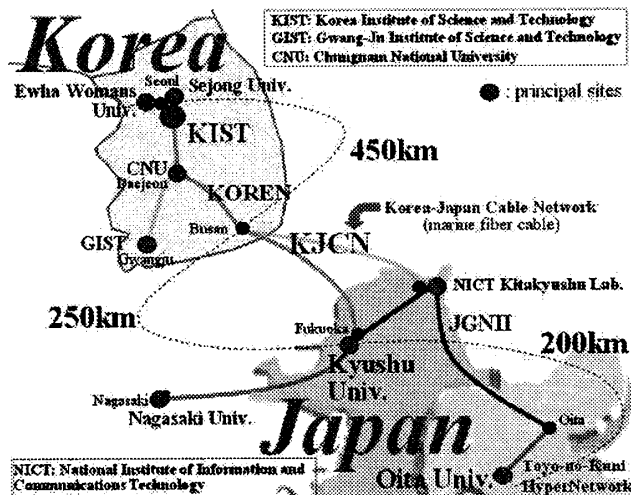 Korea
KIST: Korea Institute of Science and Technology
GIST: Gwang-Ju Institute of Science and Technology
CNU: Chungnam National University
: principal sites
Seoul
Sejong Univ.
Ewha Womans
Univ.
KIST
450km
CNU
Daejeon
KOREN
Korea-Japan Cable Network
(marine fiber cable)
Busan
KJCN
GIST
Gwangju
NICT Kitakyushu Lab.
250km
JGNII
Fukuoka
200km
Kyushu
Univ.
Nagasaki
Nagasaki Univ.
Japan
Oita
NICT: National Institute of Information and
Communications Technology
Oita Univ.
Toyo-no-Kuni
HyperNetwork